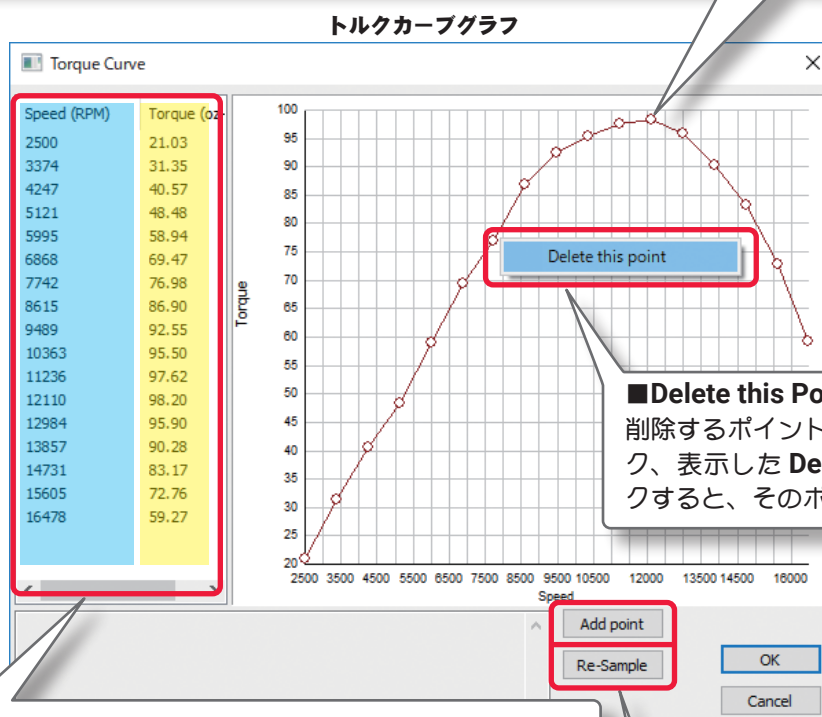 トルクカーブグラフ
Torque Curve
Speed (RPM) Torque (oz-
2500 21.03
3374 31.35
4247 40.57
5121 48.48
5995 58.94
6868 69.47
7742 76.98
8615 86.90
9489 92.55
10363 95.50
11236 97.62
12110 98.20
12984 95.90
13857 90.28
14731 83.17
15605 72.76
16478 59.27
Torque
100
95
90
85
80
75
70
65
60
55
50
45
40
35
30
25
20
2500 3500 4500 5500 6500 7500 8500 9500 10500 12000 13500 14500 16000
Speed
Delete this point
■Delete this Po
削除するポイント
ク、表示した De
クすると、そのポ
Add point
Re-Sample
OK
Cancel